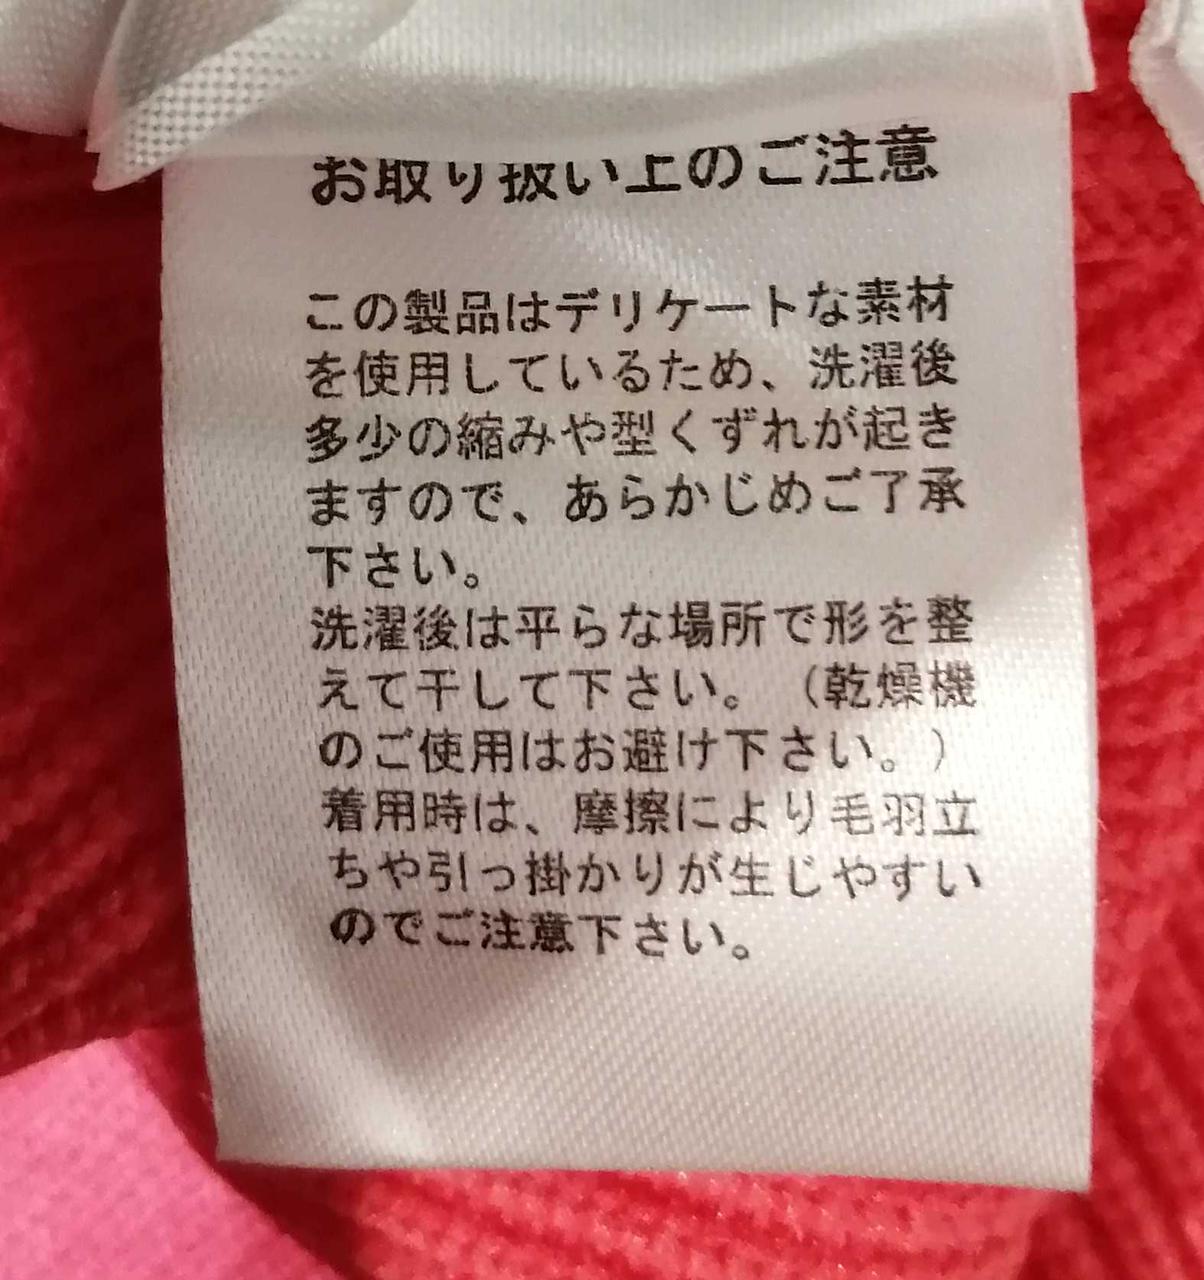 お取り扱い上のご注意
この製品はデリケートな素材
を使用しているため、洗濯後
多少の縮みや型くずれが起き
ますので、あらかじめご了承
下さい。
洗濯後は平らな場所で形を整
えて干して下さい。（乾燥機
のご使用はお避け下さい。）
着用時は、摩擦により毛羽立
ちや引っ掛かりが生じやすい
のでご注意下さい。